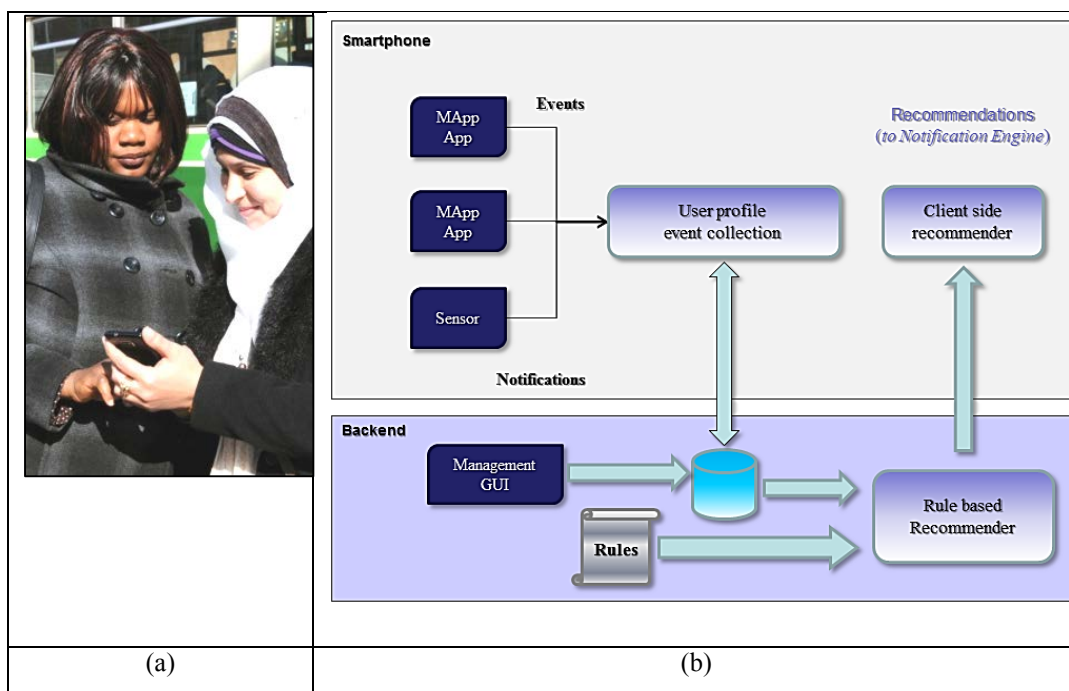 Smartphone
Events
MApp
App
Recommendations
(to Notification Engine)
MApp
App
User profile
event collection
Client side
recommender
Sensor
Notifications
Backend
Management
GUI
Rule based
Recommender
Rules
(a)
(b)